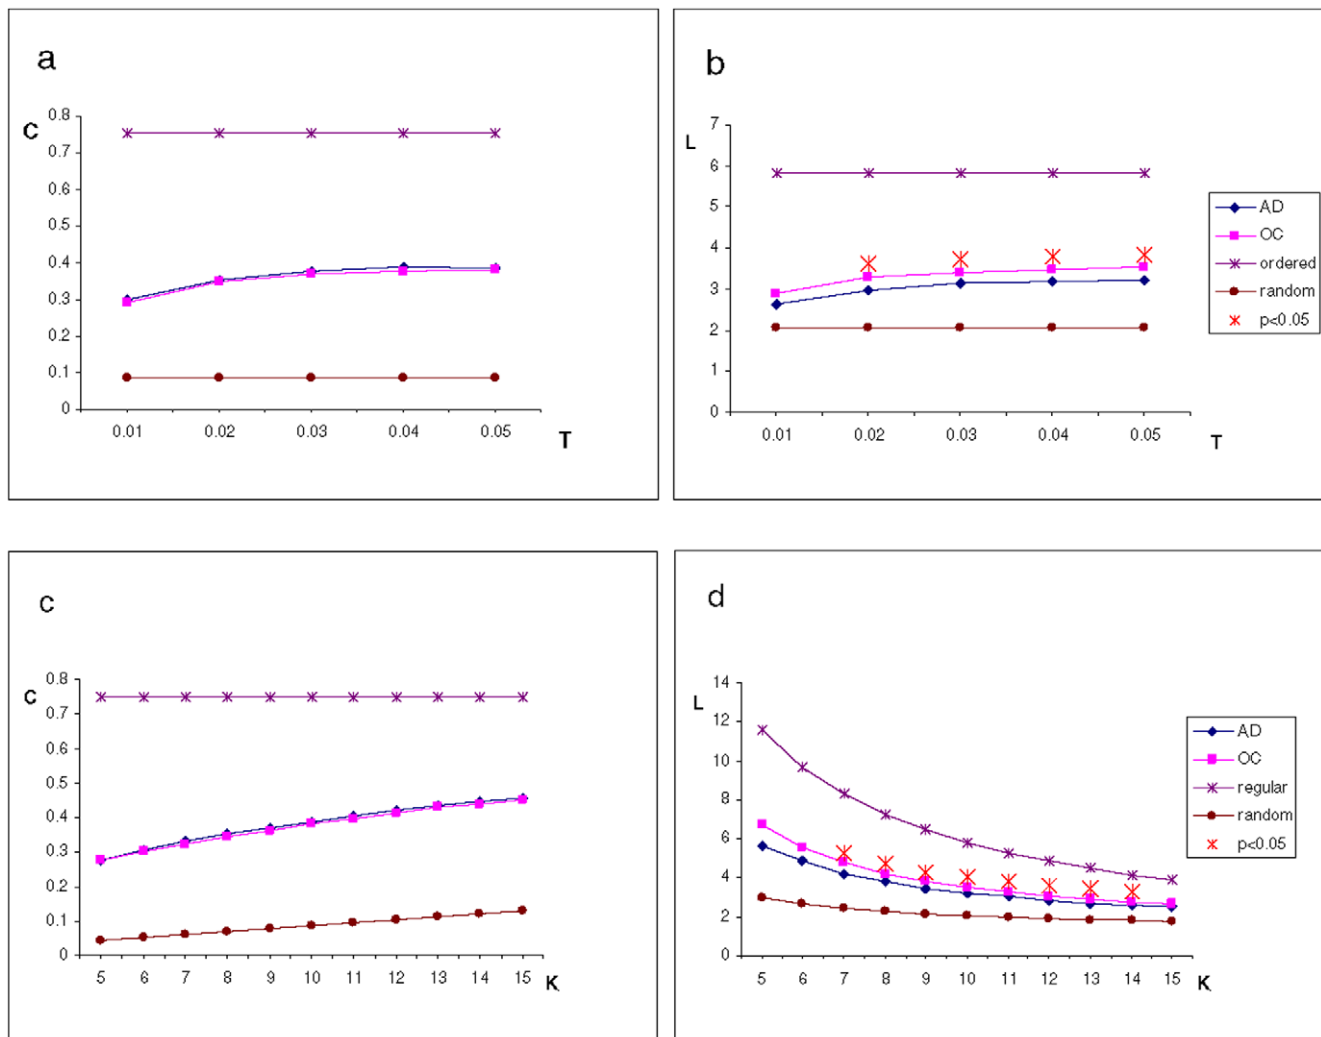 a
C
0.8
0.7
0.6
0.5
0.4
0.3
0.2
0.1
0
0.01 0.02 0.03 0.04 0.05
T
b
L
7
6
5
4
3
2
1
0
0.01 0.02 0.03 0.04 0.05
T
AD
OC
ordered
random
p<0.05
c
C
0.8
0.7
0.6
0.5
0.4
0.3
0.2
0.1
0
5 6 7 8 9 10 11 12 13 14 15
K
d
L
14
12
10
8
6
4
2
0
5 6 7 8 9 10 11 12 13 14 15
K
AD
OC
regular
random
p<0.05